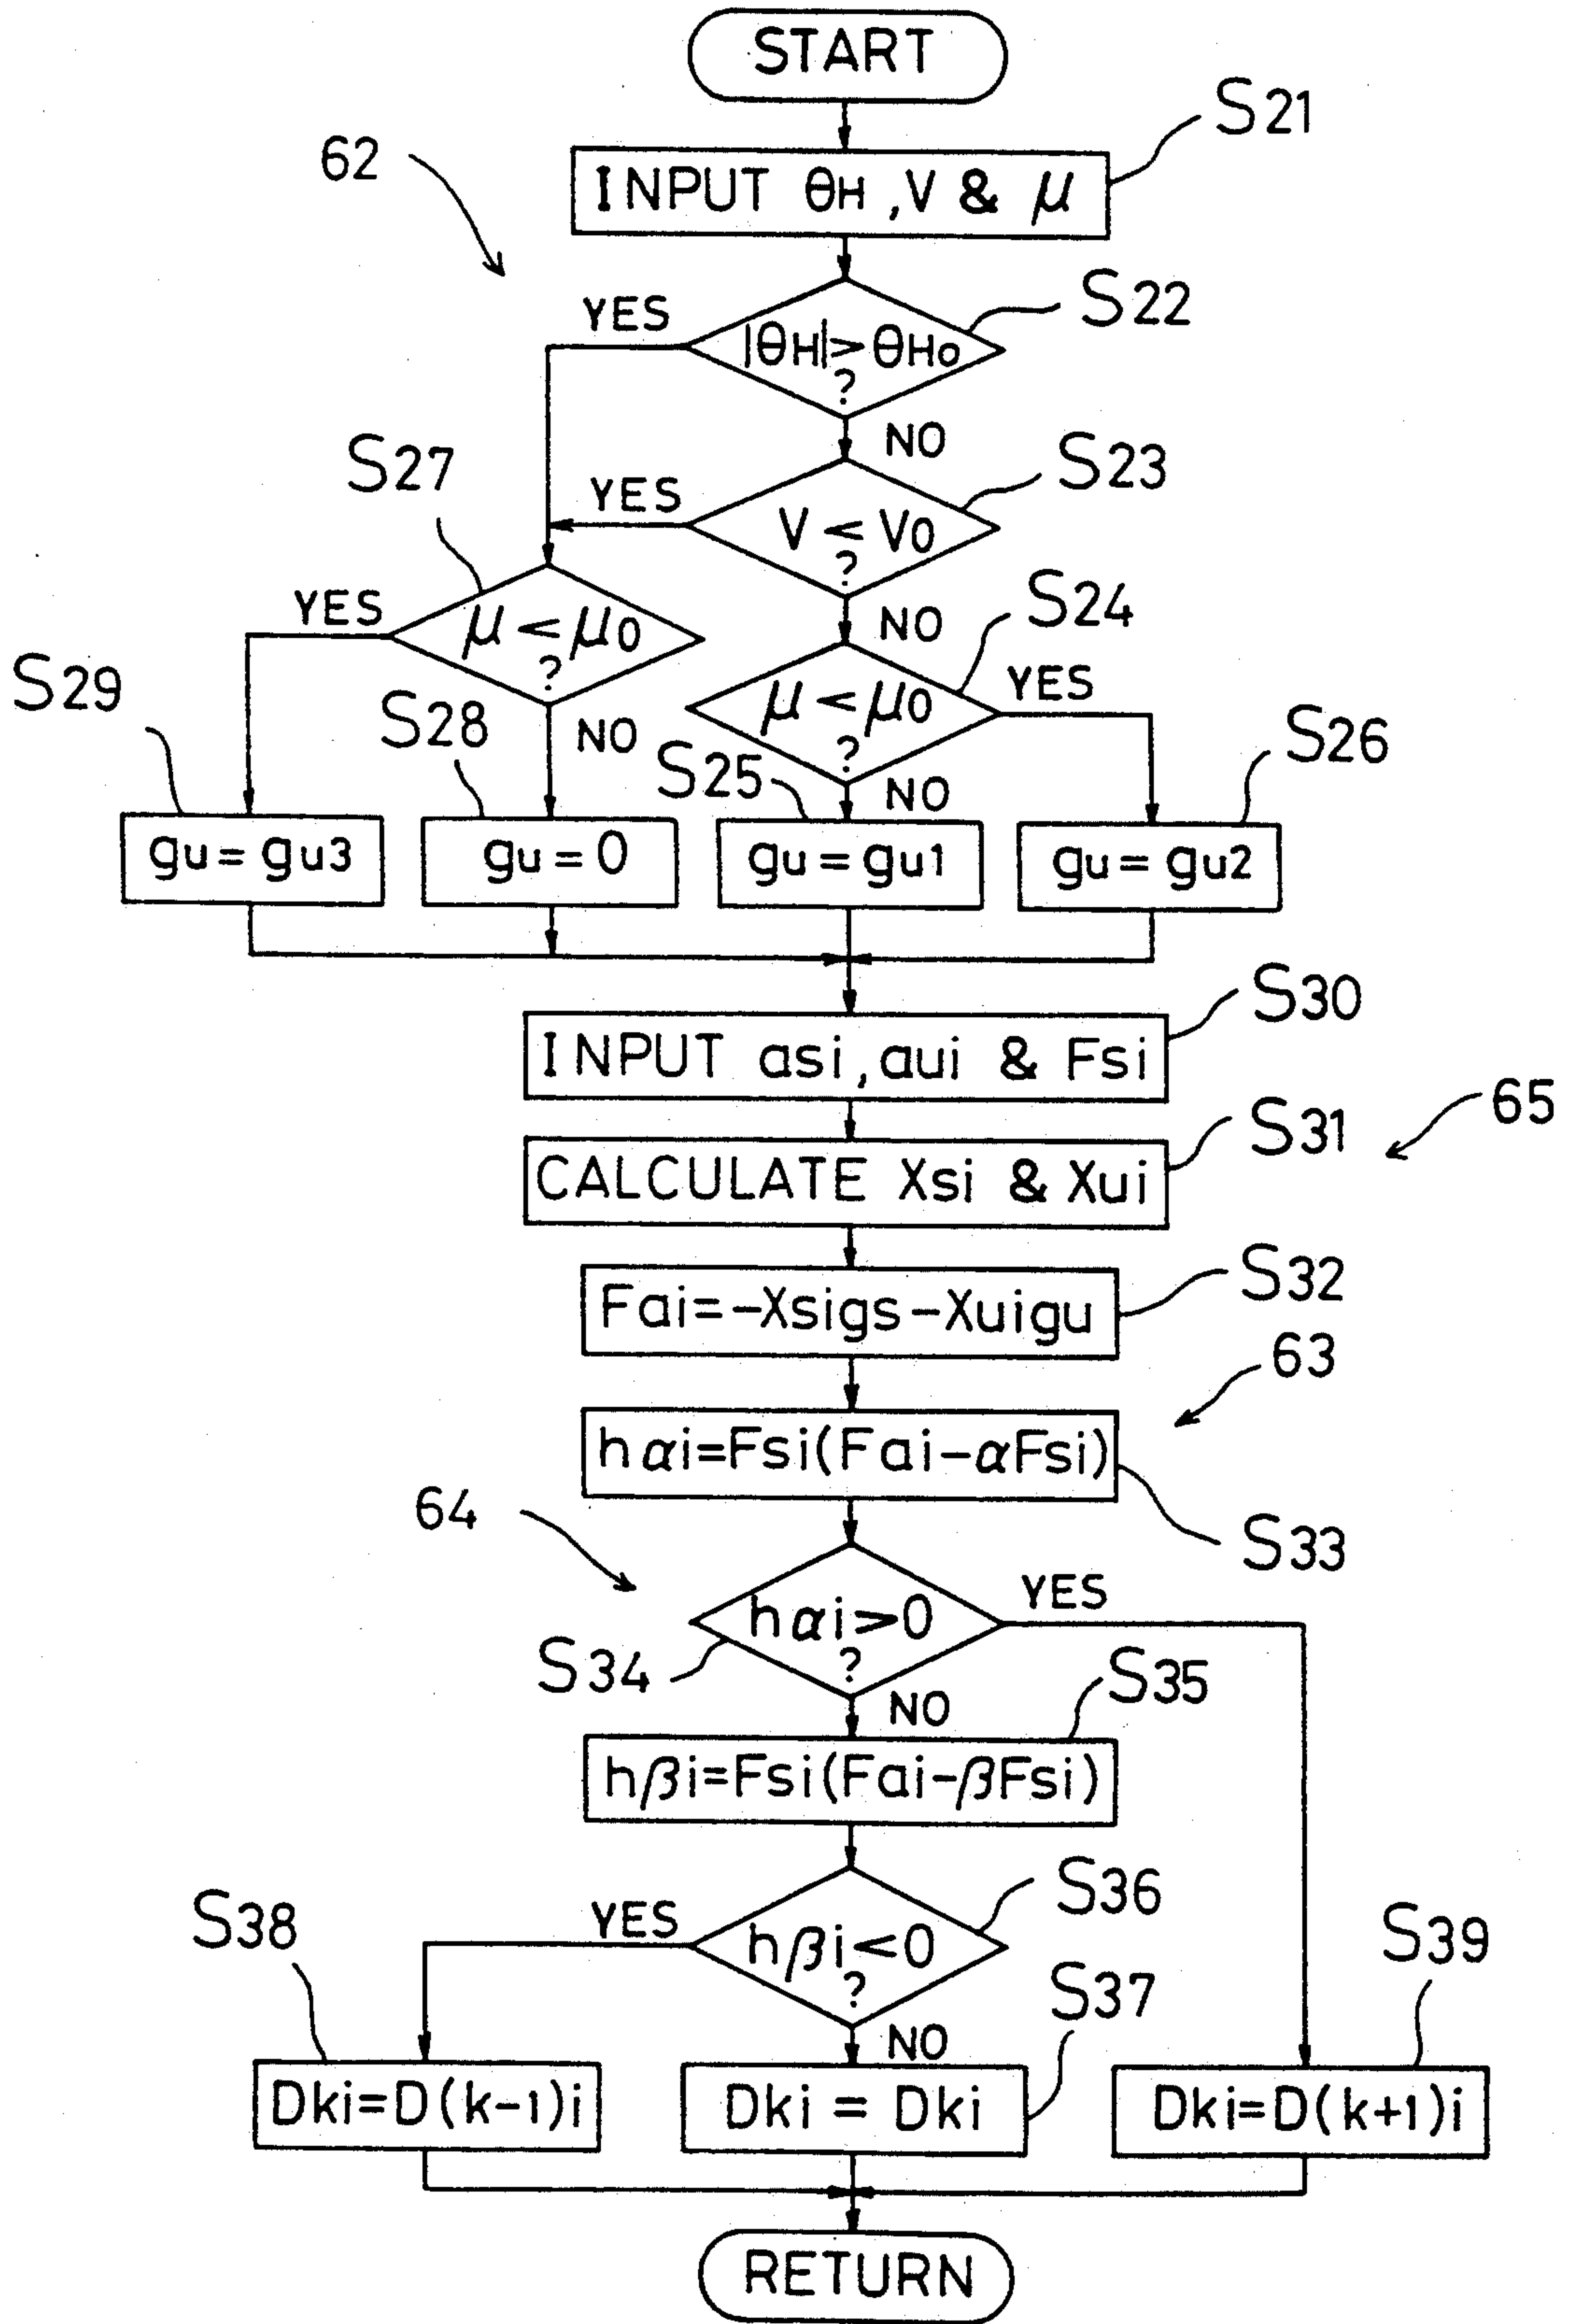 START
S21
62
INPUT θH ,V & μ
S22
YES
|θH|>θHo
?
NO
S27
S23
YES
V < Vo
?
YES
μ < μo
?
NO
S24
S29
S28
NO
μ < μo
?
YES
S25
NO
S26
gu = gu3
gu = 0
gu = gu1
gu = gu2
S30
INPUT asi, aui & Fsi
65
S31
CALCULATE Xsi & Xui
S32
Fai=-Xsigs-Xuigu
63
hαi=Fsi(Fai-αFsi)
64
S33
YES
hαi>0
?
S34
S35
NO
hβi=Fsi(Fai-βFsi)
S36
S38
YES
hβi<0
?
S39
S37
NO
Dki=D(k-1)i
Dki = Dki
Dki=D(k+1)i
RETURN